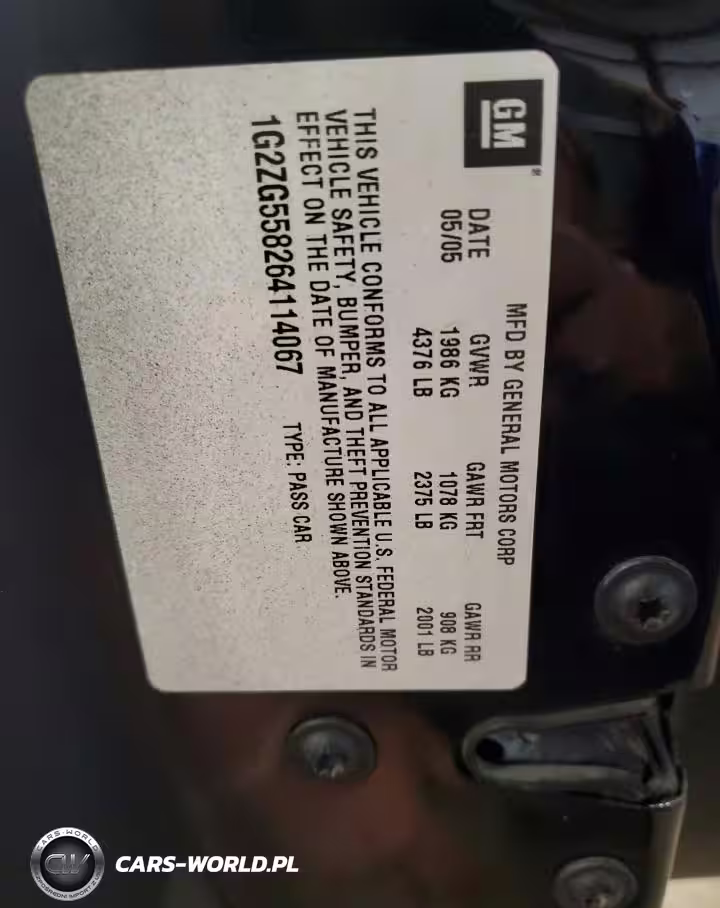 GM
MFD BY GENERAL MOTORS CORP
DATE GVWR GAWR FRT GAWR RR
05/05 1986 KG 1078 KG 908 KG
4376 LB 2375 LB 2001 LB
THIS VEHICLE CONFORMS TO ALL APPLICABLE U.S. FEDERAL MOTOR
VEHICLE SAFETY, BUMPER, AND THEFT PREVENTION STANDARDS IN
EFFECT ON THE DATE OF MANUFACTURE SHOWN ABOVE.
1G2ZG558264114067 TYPE: PASS CAR
CARS-WORLD
CW
CARS-WORLD.PL